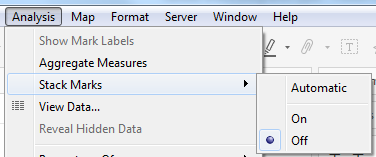 Analysis Map Format Server Window Help
Show Mark Labels
Aggregate Measures
Stack Marks
Automatic
View Data...
On
Reveal Hidden Data
Off